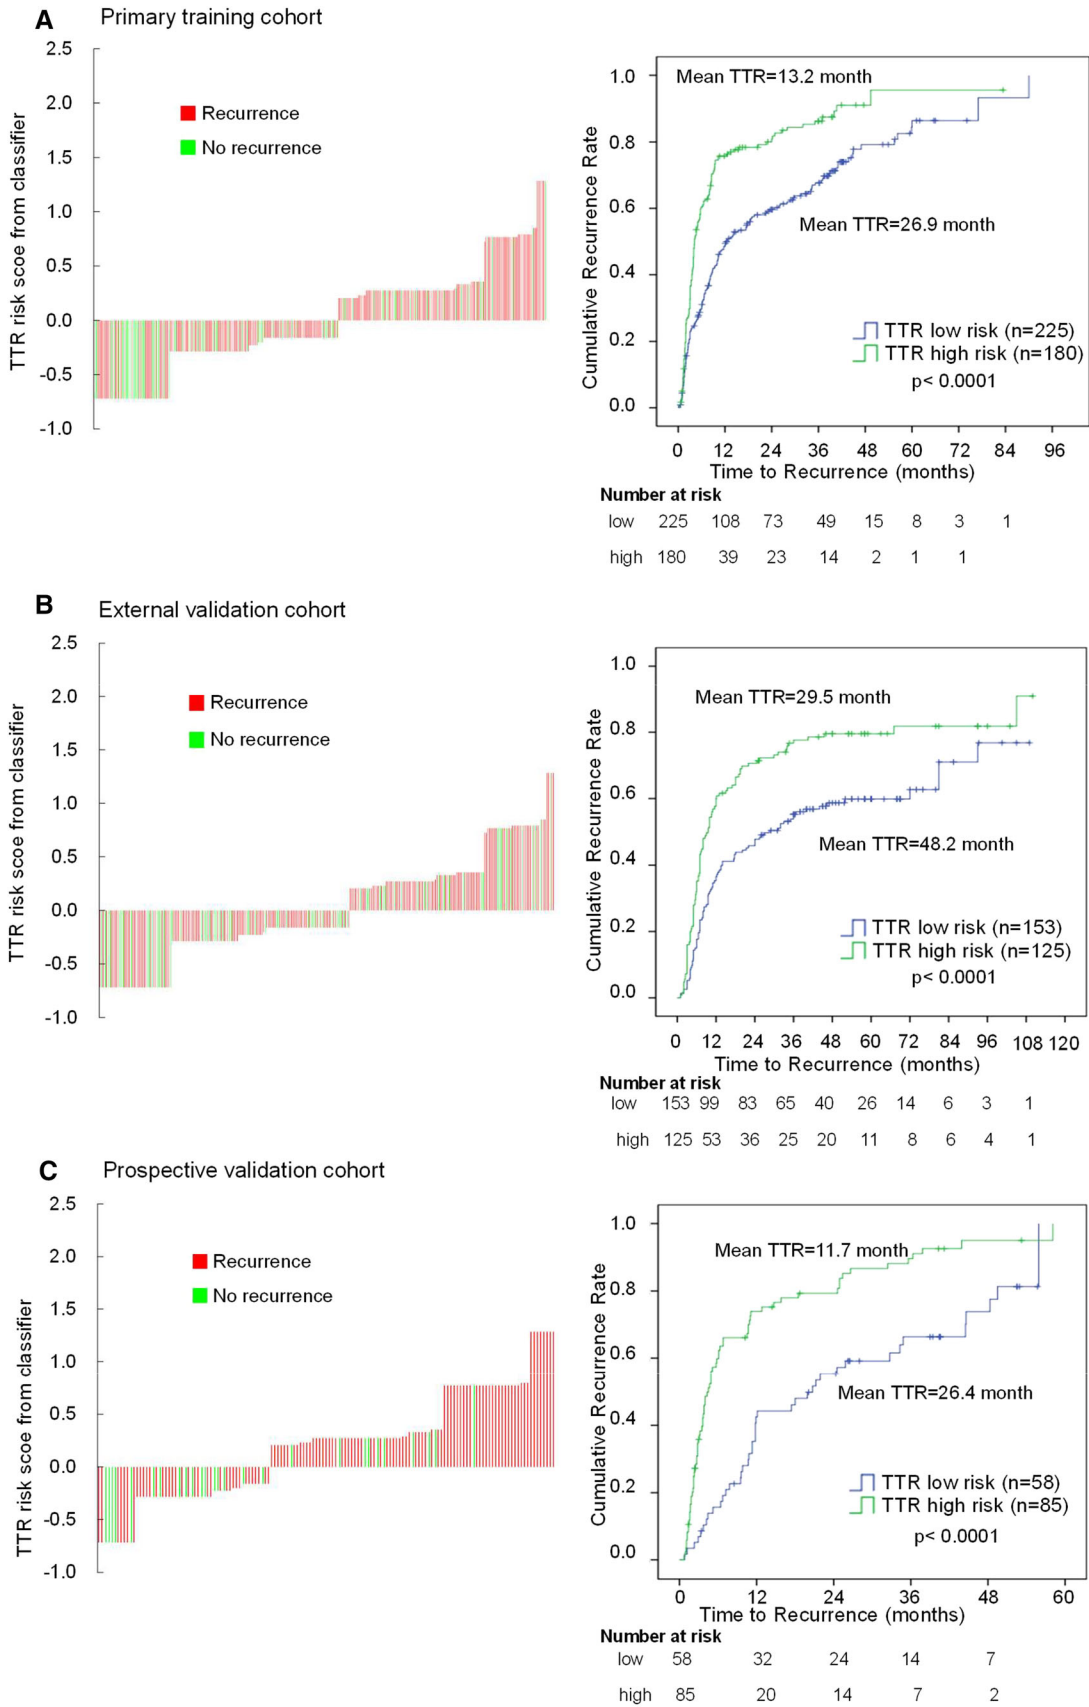 A Primary training cohort
TTR risk scoe from classifier
2.5
2.0
1.5
1.0
0.5
0.0
-0.5
-1.0
Recurrence
No recurrence
Cumulative Recurrence Rate
1.0
0.8
0.6
0.4
0.2
0.0
Mean TTR=13.2 month
Mean TTR=26.9 month
TTR low risk (n=225)
TTR high risk (n=180)
p< 0.0001
0 12 24 36 48 60 72 84 96
Time to Recurrence (months)
Number at risk
low 225 108 73 49 15 8 3 1
high 180 39 23 14 2 1 1
B External validation cohort
TTR risk scoe from classifier
2.5
2.0
1.5
1.0
0.5
0.0
-0.5
-1.0
Recurrence
No recurrence
Cumulative Recurrence Rate
1.0
0.8
0.6
0.4
0.2
0.0
Mean TTR=29.5 month
Mean TTR=48.2 month
TTR low risk (n=153)
TTR high risk (n=125)
p< 0.0001
0 12 24 36 48 60 72 84 96 108 120
Time to Recurrence (months)
Number at risk
low 153 99 83 65 40 26 14 6 3 1
high 125 53 36 25 20 11 8 6 4 1
C Prospective validation cohort
TTR risk scoe from classifier
2.5
2.0
1.5
1.0
0.5
0.0
-0.5
-1.0
Recurrence
No recurrence
Cumulative Recurrence Rate
1.0
0.8
0.6
0.4
0.2
0.0
Mean TTR=11.7 month
Mean TTR=26.4 month
TTR low risk (n=58)
TTR high risk (n=85)
p< 0.0001
0 12 24 36 48 60
Time to Recurrence (months)
Number at risk
low 58 32 24 14 7
high 85 20 14 7 2